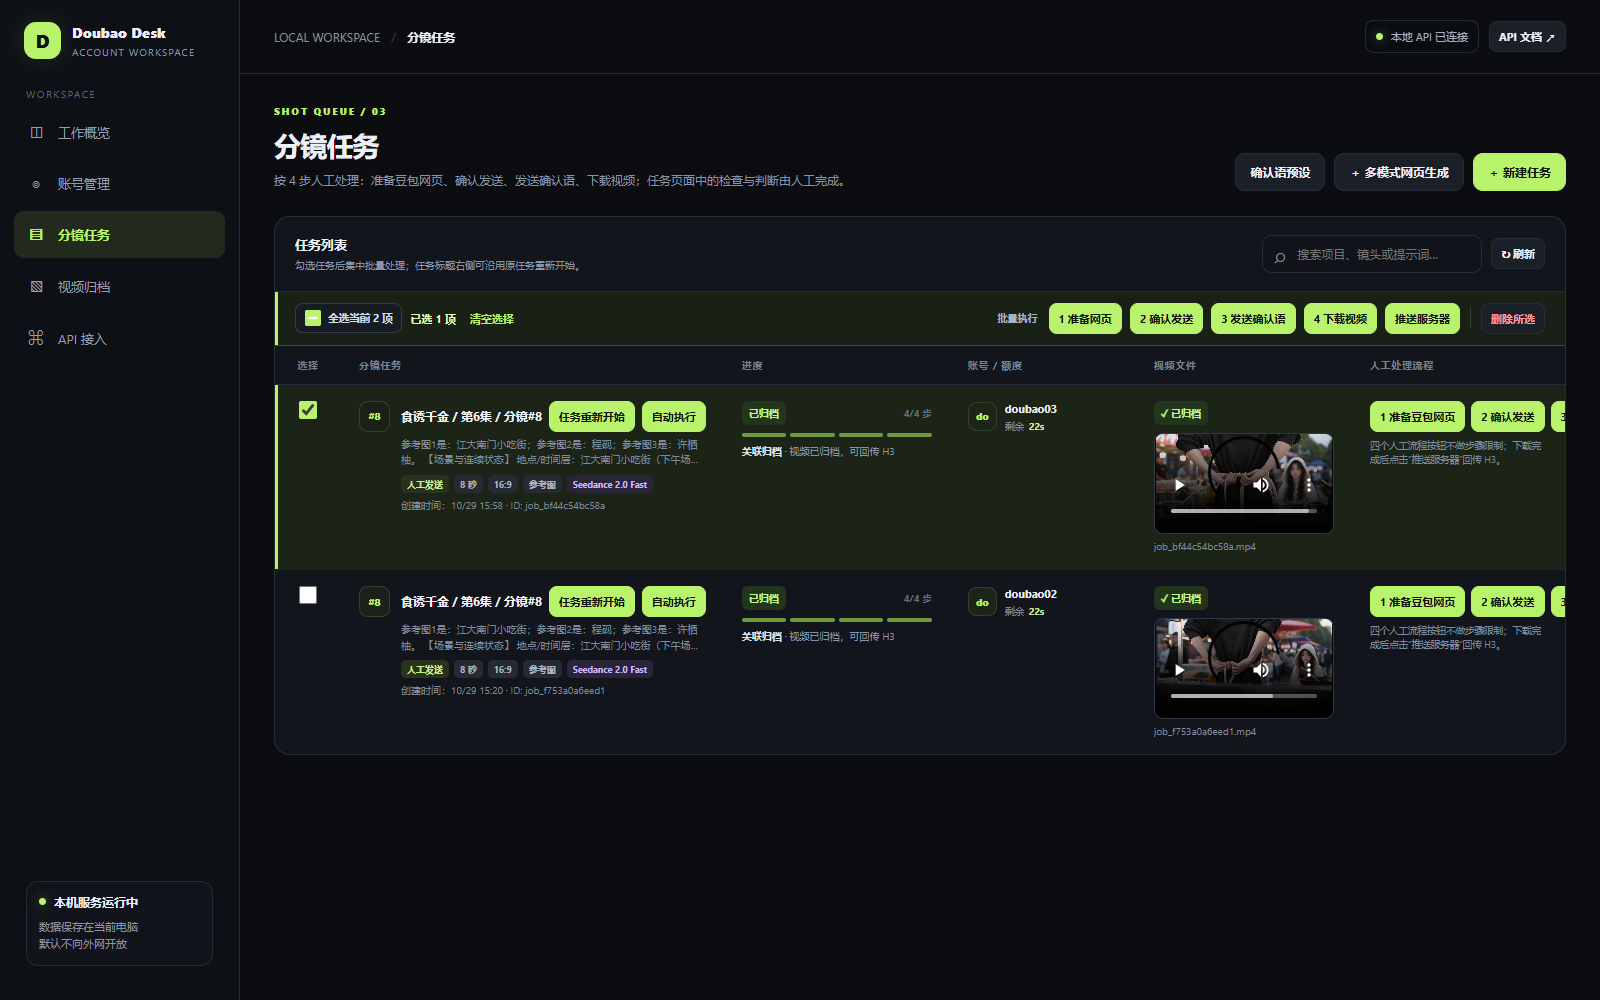 D
Doubao Desk
ACCOUNT WORKSPACE
WORKSPACE
工作概览
账号管理
分镜任务
视频归档
API 接入
本机服务运行中
数据保存在当前电脑
默认不向外网开放
LOCAL WORKSPACE / 分镜任务
本地 API 已连接
API 文档 ↗
SHOT QUEUE / 03
分镜任务
按 4 步人工处理：准备豆包网页、确认发送、发送确认语、下载视频；任务页面中的检查与判断由人工完成。
确认语预设
+ 多模式网页生成
+ 新建任务
任务列表
勾选任务后集中批量处理；任务标题右侧可沿用原任务重新开始。
搜索项目、镜头或提示词...
↻ 刷新
全选当前 2 项
已选 1 项
清空选择
批量执行
1 准备网页
2 确认发送
3 发送确认语
4 下载视频
推送服务器
删除所选
选择
分镜任务
进度
账号 / 额度
视频文件
人工处理流程
#8
食诱千金 / 第6集 / 分镜#8
任务重新开始
自动执行
参考图1是：江大南门小吃街；参考图2是：程砚；参考图3是：许栖
柚。【场景与连续状态】 地点/时间层：江大南门小吃街（下午场...
人工发送
8 秒
16:9
参考图
Seedance 2.0 Fast
创建时间：10/29 15:58 · ID: job_bf44c54bc58a
已归档
4/4 步
关联归档 · 视频已归档，可回传 H3
do
doubao03
剩余 22s
✓ 已归档
job_bf44c54bc58a.mp4
1 准备豆包网页
2 确认发送
3
四个人工流程按钮不做步骤限制；下载完
成后点击“推送服务器”回传 H3。
#8
食诱千金 / 第6集 / 分镜#8
任务重新开始
自动执行
参考图1是：江大南门小吃街；参考图2是：程砚；参考图3是：许栖
柚。【场景与连续状态】 地点/时间层：江大南门小吃街（下午场...
人工发送
8 秒
16:9
参考图
Seedance 2.0 Fast
创建时间：10/29 15:20 · ID: job_f753a0a6eed1
已归档
4/4 步
关联归档 · 视频已归档，可回传 H3
do
doubao02
剩余 22s
✓ 已归档
job_f753a0a6eed1.mp4
1 准备豆包网页
2 确认发送
3
四个人工流程按钮不做步骤限制；下载完
成后点击“推送服务器”回传 H3。